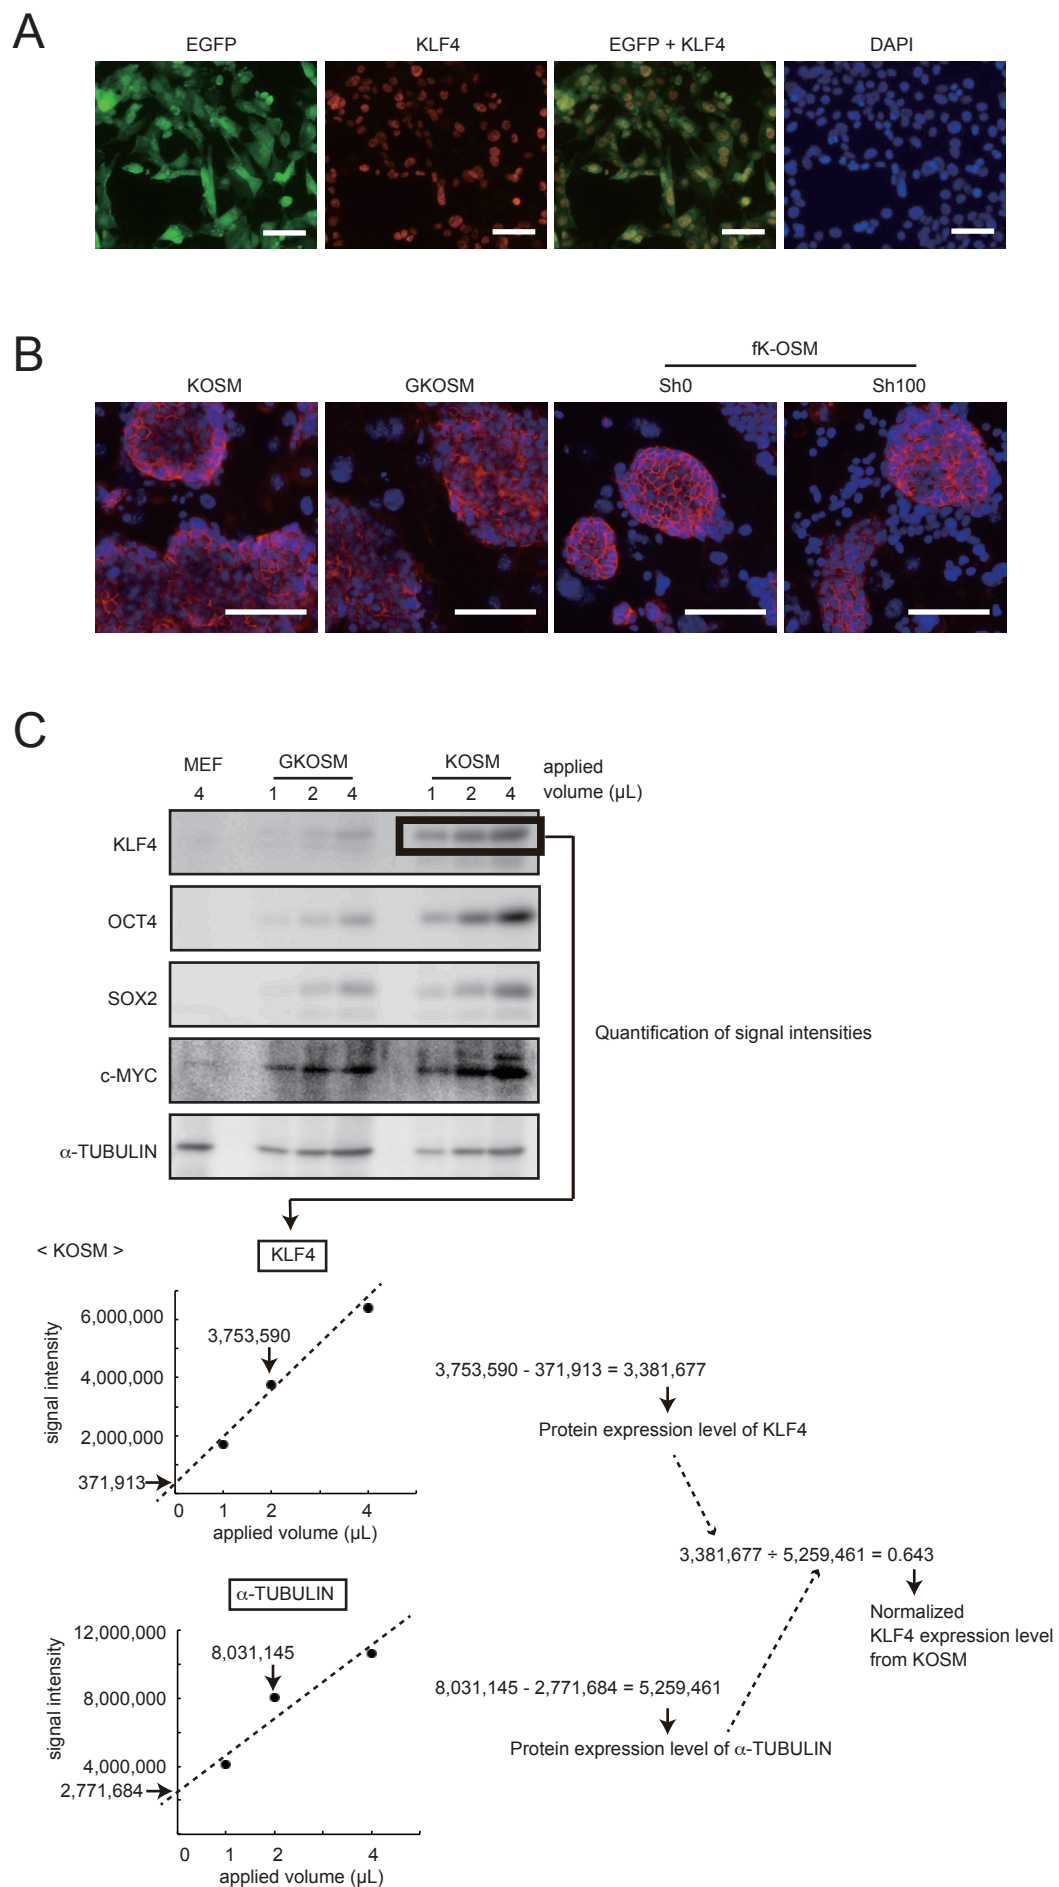 A
EGFP
KLF4
EGFP + KLF4
DAPI
B
fK-OSM
KOSM
GKOSM
Sh0
Sh100
C
MEF
GKOSM
KOSM
applied
volume (µL)
4
1
2
4
1
2
4
KLF4
OCT4
SOX2
c-MYC
α-TUBULIN
Quantification of signal intensities
< KOSM >
KLF4
signal intensity
6,000,000
4,000,000
2,000,000
371,913
3,753,590
0
1
2
4
applied volume (µL)
3,753,590 - 371,913 = 3,381,677
Protein expression level of KLF4
3,381,677 ÷ 5,259,461 = 0.643
Normalized
KLF4 expression level
from KOSM
α-TUBULIN
signal intensity
12,000,000
8,000,000
4,000,000
2,771,684
8,031,145
0
1
2
4
applied volume (µL)
8,031,145 - 2,771,684 = 5,259,461
Protein expression level of α-TUBULIN